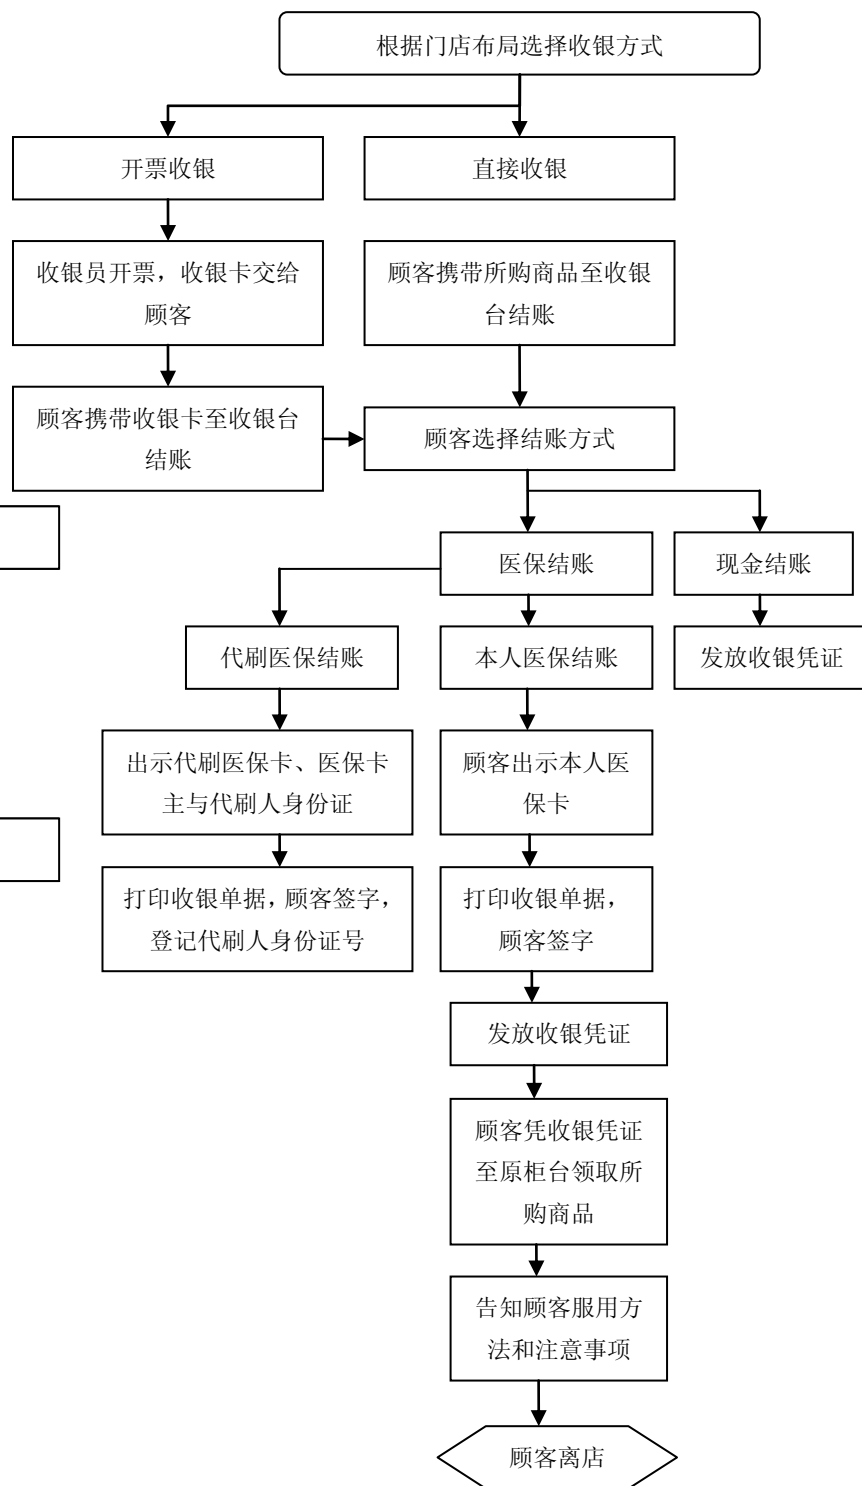 根据门店布局选择收银方式
开票收银
直接收银
收银员开票，收银卡交给
顾客
顾客携带所购商品至收银
台结账
顾客携带收银卡至收银台
结账
顾客选择结账方式
医保结账
现金结账
代刷医保结账
本人医保结账
发放收银凭证
出示代刷医保卡、医保卡
主与代刷人身份证
顾客出示本人医
保卡
打印收银单据，顾客签字，
登记代刷人身份证号
打印收银单据，
顾客签字
发放收银凭证
顾客凭收银凭证
至原柜台领取所
购商品
告知顾客服用方
法和注意事项
顾客离店